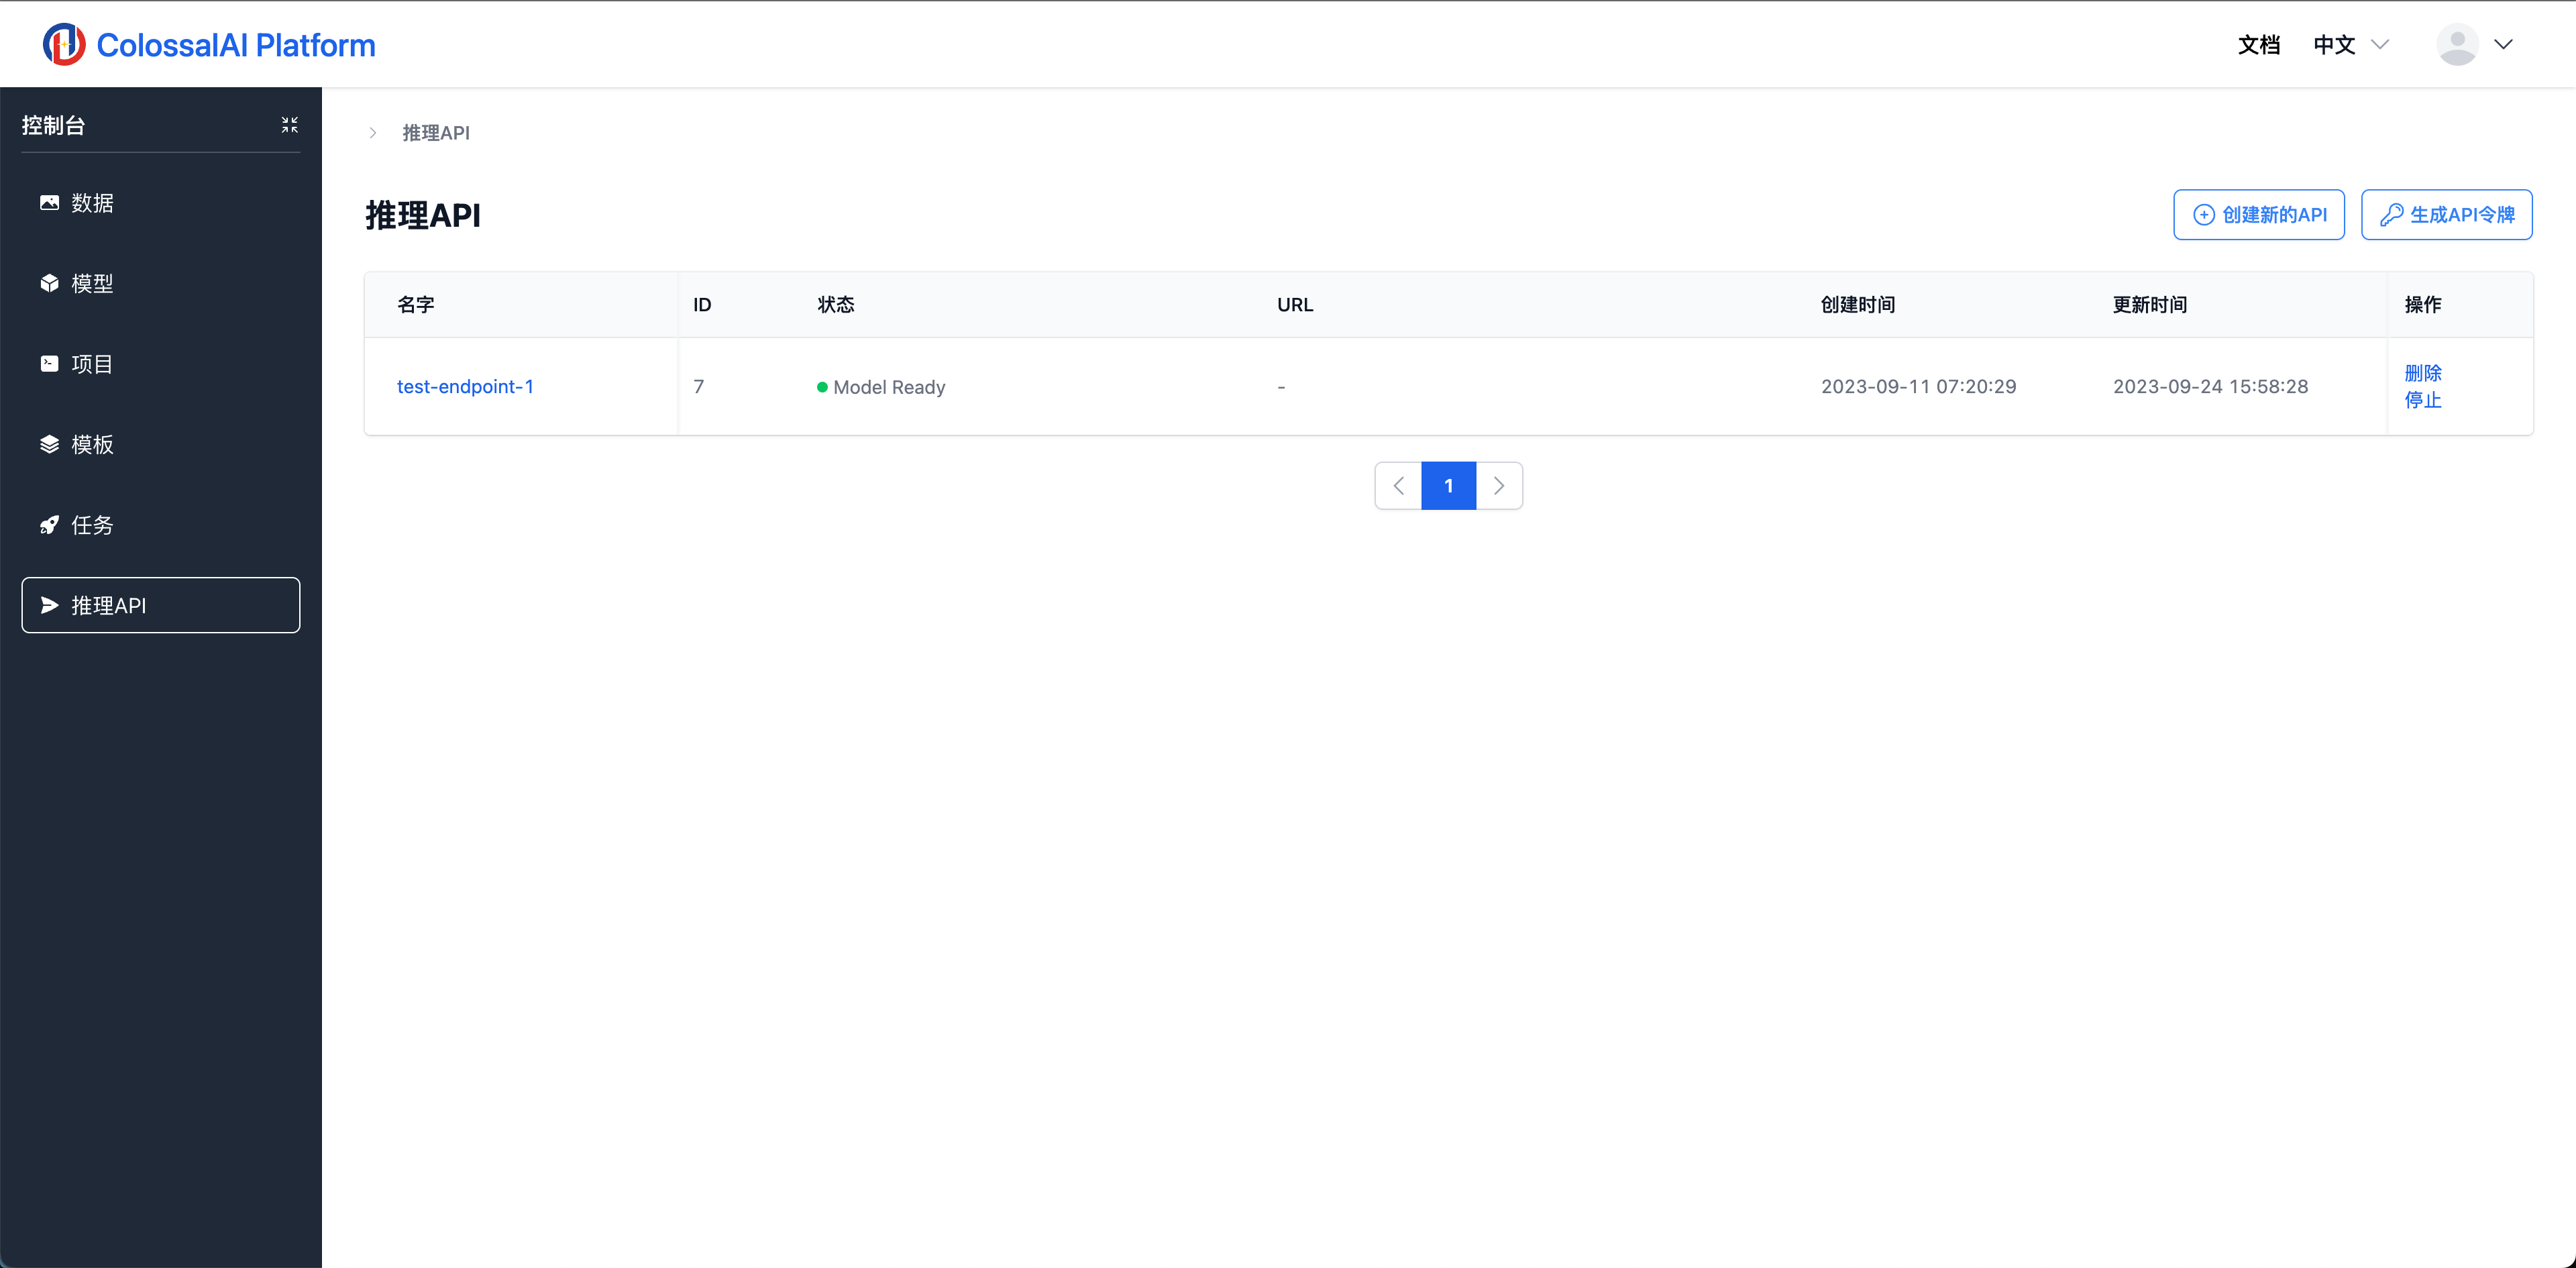 ColossalAI Platform
文档 中文
控制台
数据
模型
项目
模板
任务
推理API
推理API
推理API
创建新的API 生成API令牌
名字 ID 状态 URL 创建时间 更新时间 操作
test-endpoint-1 7 Model Ready - 2023-09-11 07:20:29 2023-09-24 15:58:28 删除
停止
1